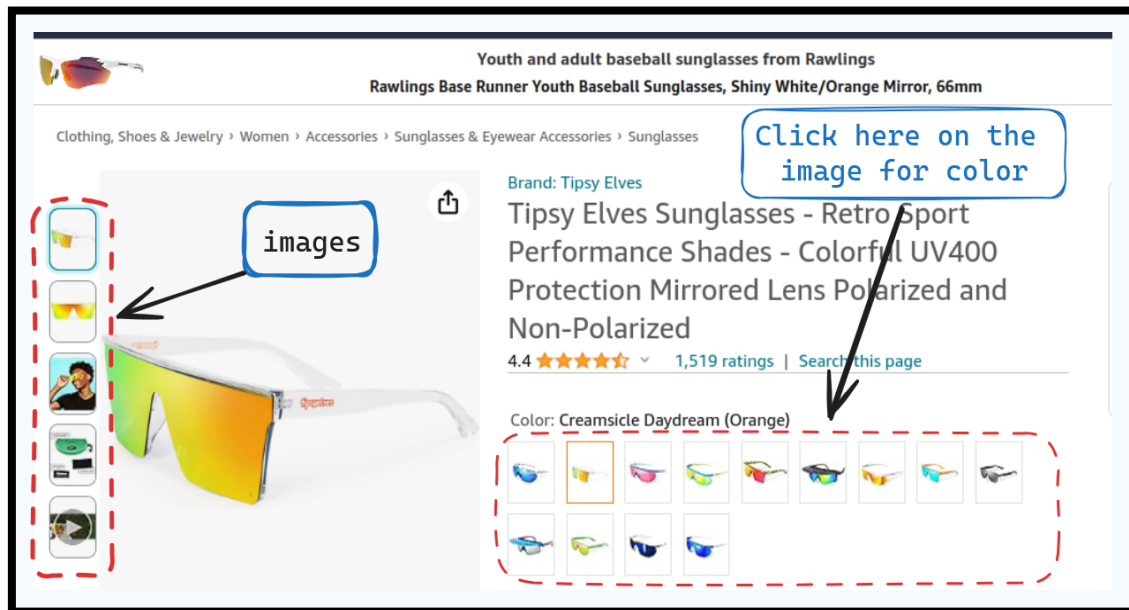 Youth and adult baseball sunglasses from Rawlings
Rawlings Base Runner Youth Baseball Sunglasses, Shiny White/Orange Mirror, 66mm
Clothing, Shoes & Jewelry › Women › Accessories › Sunglasses & Eyewear Accessories › Sunglasses
Click here on the
image for color
images
Brand: Tipsy Elves
Tipsy Elves Sunglasses - Retro Sport
Performance Shades - Colorful UV400
Protection Mirrored Lens Polarized and
Non-Polarized
4.4 1,519 ratings | Search this page
Color: Creamsicle Daydream (Orange)
tipsyelves